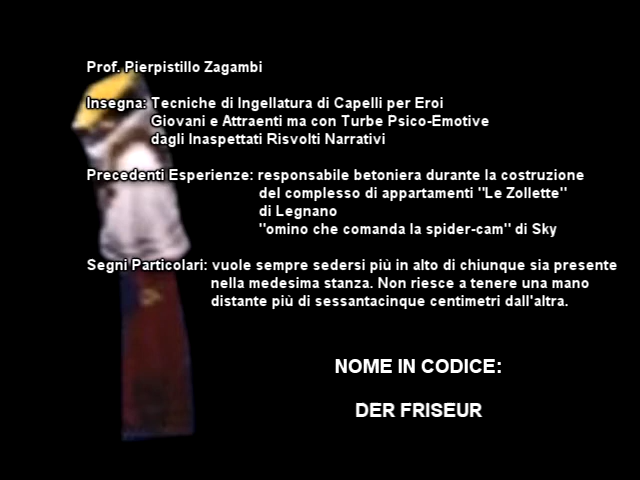 Prof. Pierpistillo Zagambi
Insegna: Tecniche di Ingellatura di Capelli per Eroi
Giovani e Attraenti ma con Turbe Psico-Emotive
dagli Inaspettati Risvolti Narrativi
Precedenti Esperienze: responsabile betoniera durante la costruzione
del complesso di appartamenti "Le Zollette"
di Legnano
"omino che comanda la spider-cam" di Sky
Segni Particolari: vuole sempre sedersi più in alto di chiunque sia presente
nella medesima stanza. Non riesce a tenere una mano
distante più di sessantacinque centimetri dall'altra.
NOME IN CODICE:
DER FRISEUR